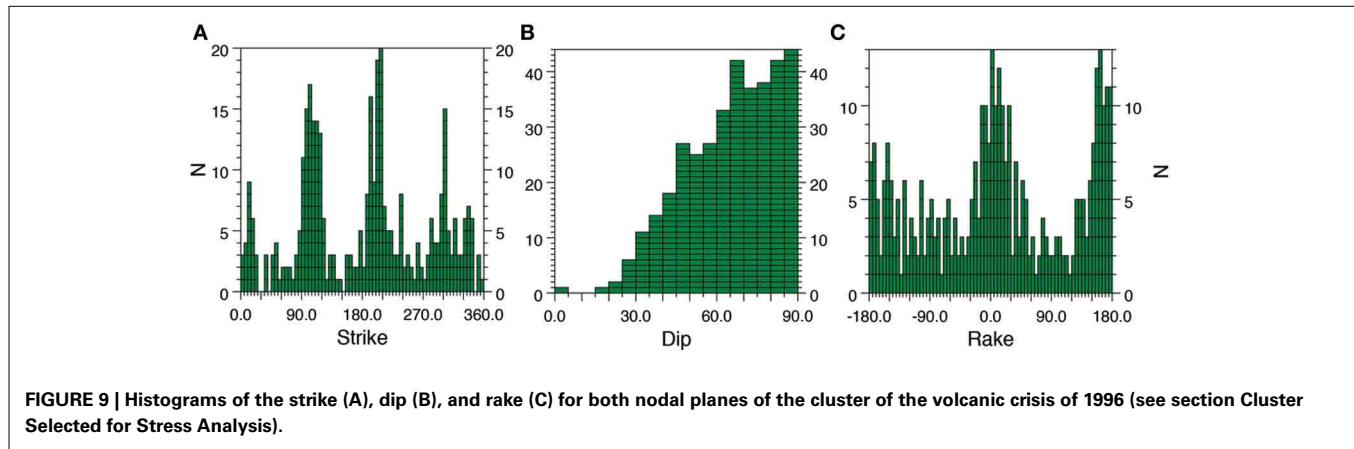 A
B
C
20
15
10
5
0
N
20
15
10
5
0
0.0 90.0 180.0 270.0 360.0
Strike
40
30
20
10
0
40
30
20
10
0
0.0 30.0 60.0 90.0
Dip
10
5
0
10
5
0
N
-180.0 -90.0 0.0 90.0 180.0
Rake
FIGURE 9 | Histograms of the strike (A), dip (B), and rake (C) for both nodal planes of the cluster of the volcanic crisis of 1996 (see section Cluster
Selected for Stress Analysis).